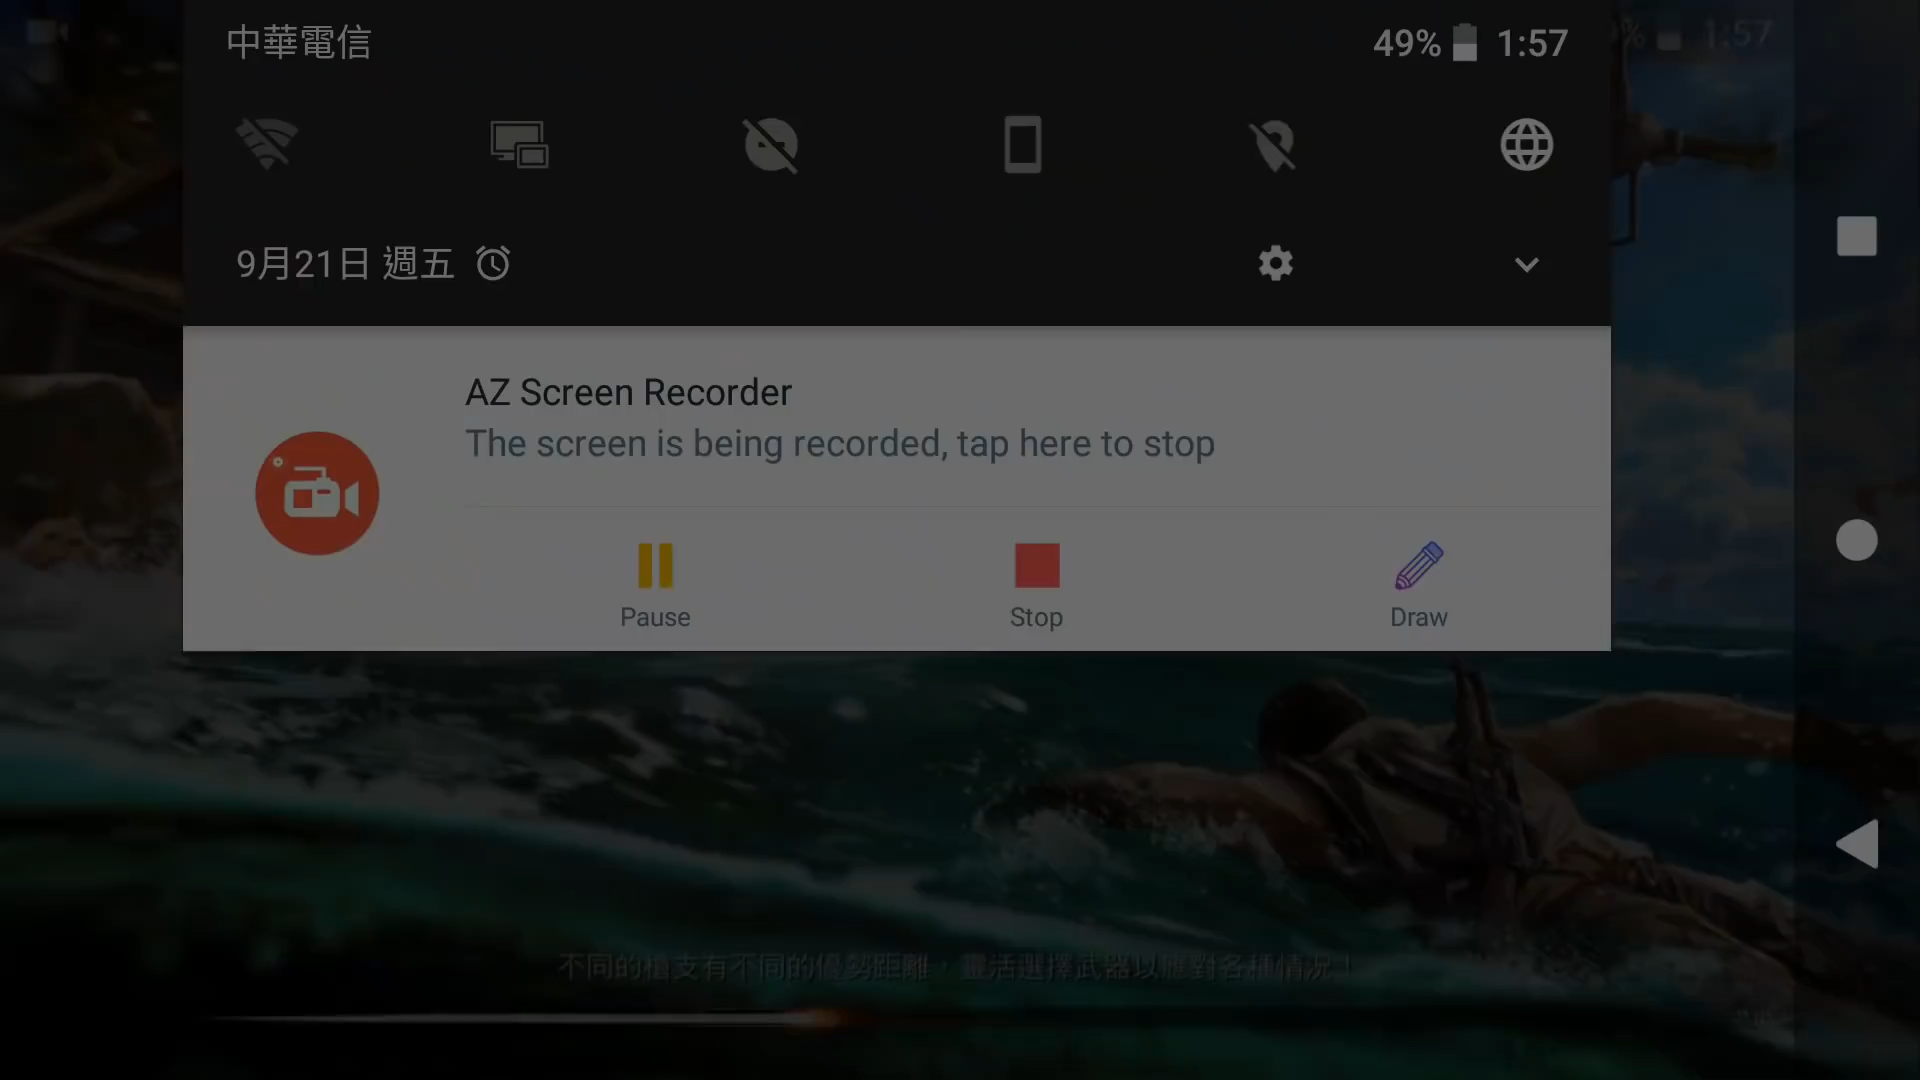 中華電信
49% 1:57
% 1:57
9月21日 週五
AZ Screen Recorder
The screen is being recorded, tap here to stop
Pause
Stop
Draw
不同的槍支有不同的優勢距離,靈活選擇武器以應對各種情況!